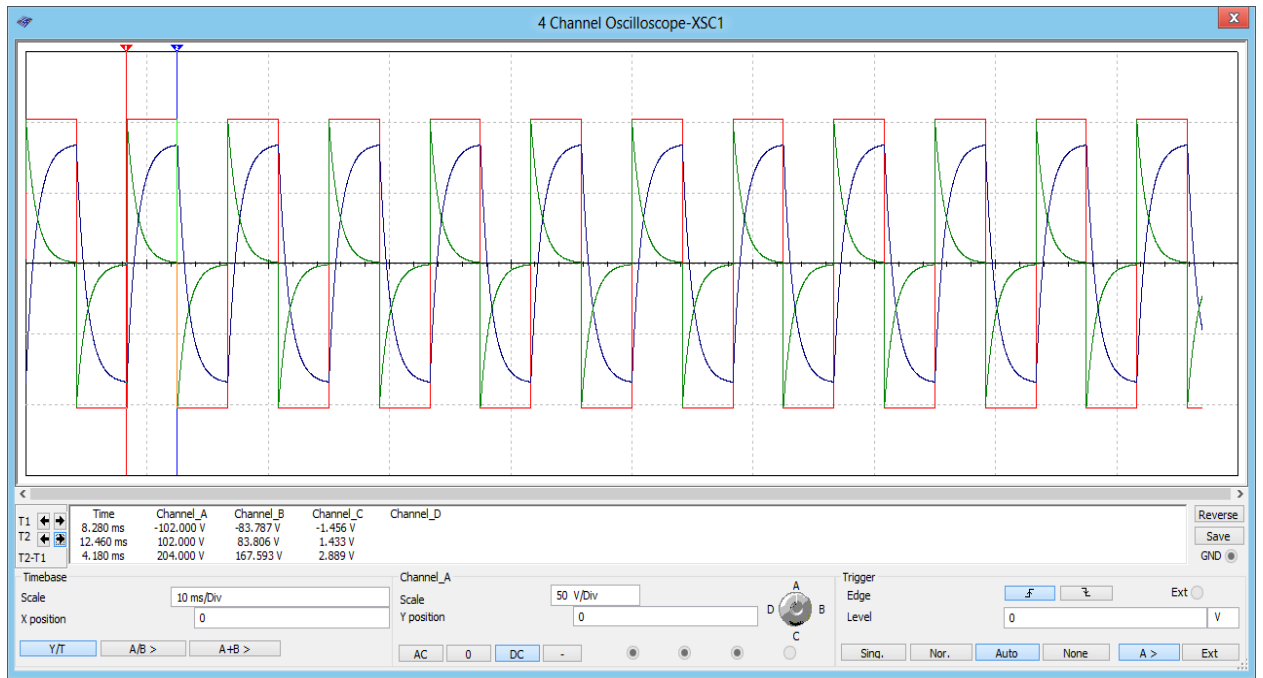 4 Channel Oscilloscope-XSC1
X
1 2
< >
Time Channel_A Channel_B Channel_C Channel_D
T1 8.280 ms -102.000 V -83.787 V -1.456 V
T2 12.460 ms 102.000 V 83.806 V 1.433 V
T2-T1 4.180 ms 204.000 V 167.593 V 2.889 V
Reverse
Save
GND
Timebase
Scale 10 ms/Div
X position 0
Y/T A/B > A+B >
Channel_A
Scale 50 V/Div
Y position 0
AC 0 DC -
A
D B
C
Trigger
Edge Ext
Level 0 V
Sing. Nor. Auto None A > Ext